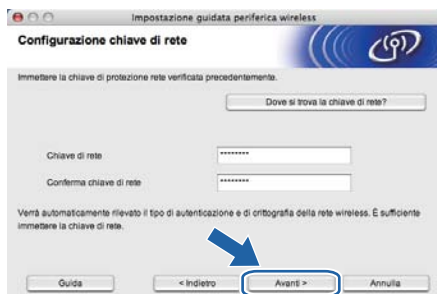 Impostazione guidata periferica wireless
Configurazione chiave di rete
Immettere la chiave di protezione rete verificata precedentemente.
Dove si trova la chiave di rete?
Chiave di rete
Conferma chiave di rete
Verrà automaticamente rilevato il tipo di autenticazione e di crittografia della rete wireless. È sufficiente
immettere la chiave di rete.
Guida
< Indietro
Avanti >
Annulla